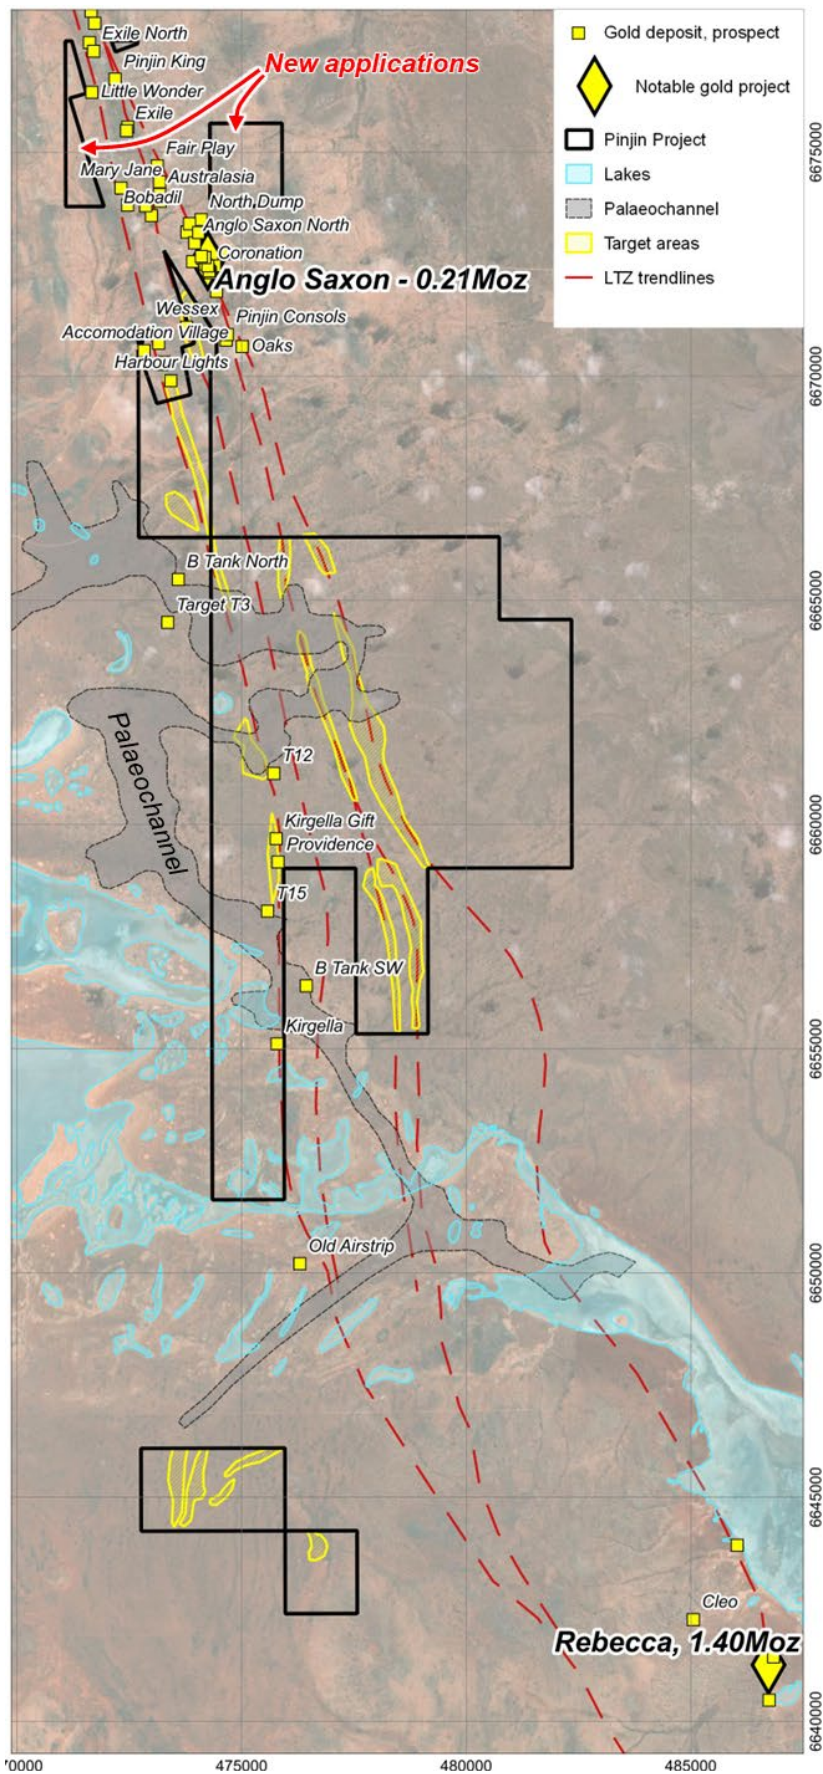 Exile North
Pinjin King
New applications
Little Wonder
Exile
Fair Play
Mary Jane
Australasia
Bobadil
North Dump
Anglo Saxon North
Coronation
Anglo Saxon - 0.21Moz
Wessex
Pinjin Consols
Accomodation Village
Oaks
Harbour Lights
B Tank North
Target T3
Palaeochannel
T12
Kirgella Gift
Providence
T15
B Tank SW
Kirgella
Old Airstrip
Cleo
Rebecca, 1.40Moz
Gold deposit, prospect
Notable gold project
Pinjin Project
Lakes
Palaeochannel
Target areas
LTZ trendlines
6675000
6670000
6665000
6660000
6655000
6650000
6645000
6640000
70000
475000
480000
485000